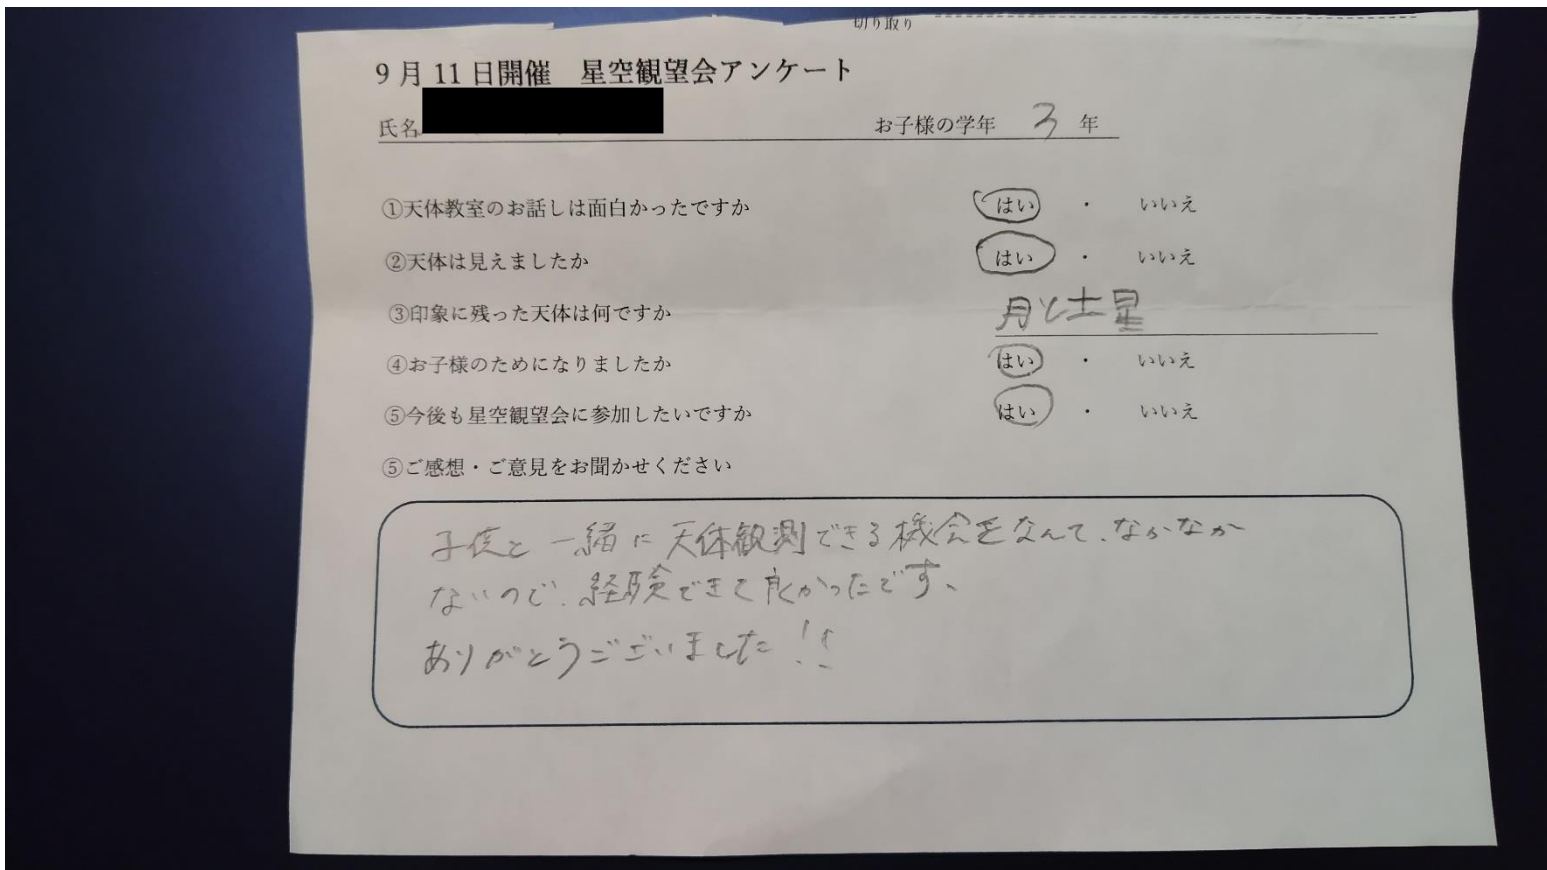 切り取り
9月11日開催 星空観望会アンケート
氏名 お子様の学年 3 年
①天体教室のお話しは面白かったですか はい ・ いいえ
②天体は見えましたか はい ・ いいえ
③印象に残った天体は何ですか 月と土星
④お子様のためになりましたか はい ・ いいえ
⑤今後も星空観望会に参加したいですか はい ・ いいえ
⑤ご感想・ご意見をお聞かせください
子供と一緒に天体観測できる機会をなんて、なかなか
ないので、経験できて良かったです、
ありがとうございました!!